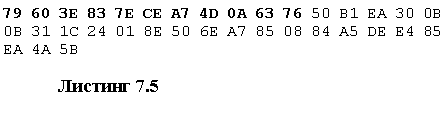 79 60 3E 83 7E CE A7 4D 0A 63 76 50 B1 EA 30 0B
0B 31 1C 24 01 8E 50 6E A7 85 08 84 A5 DE E4 85
EA 4A 5B
Листинг 7.5